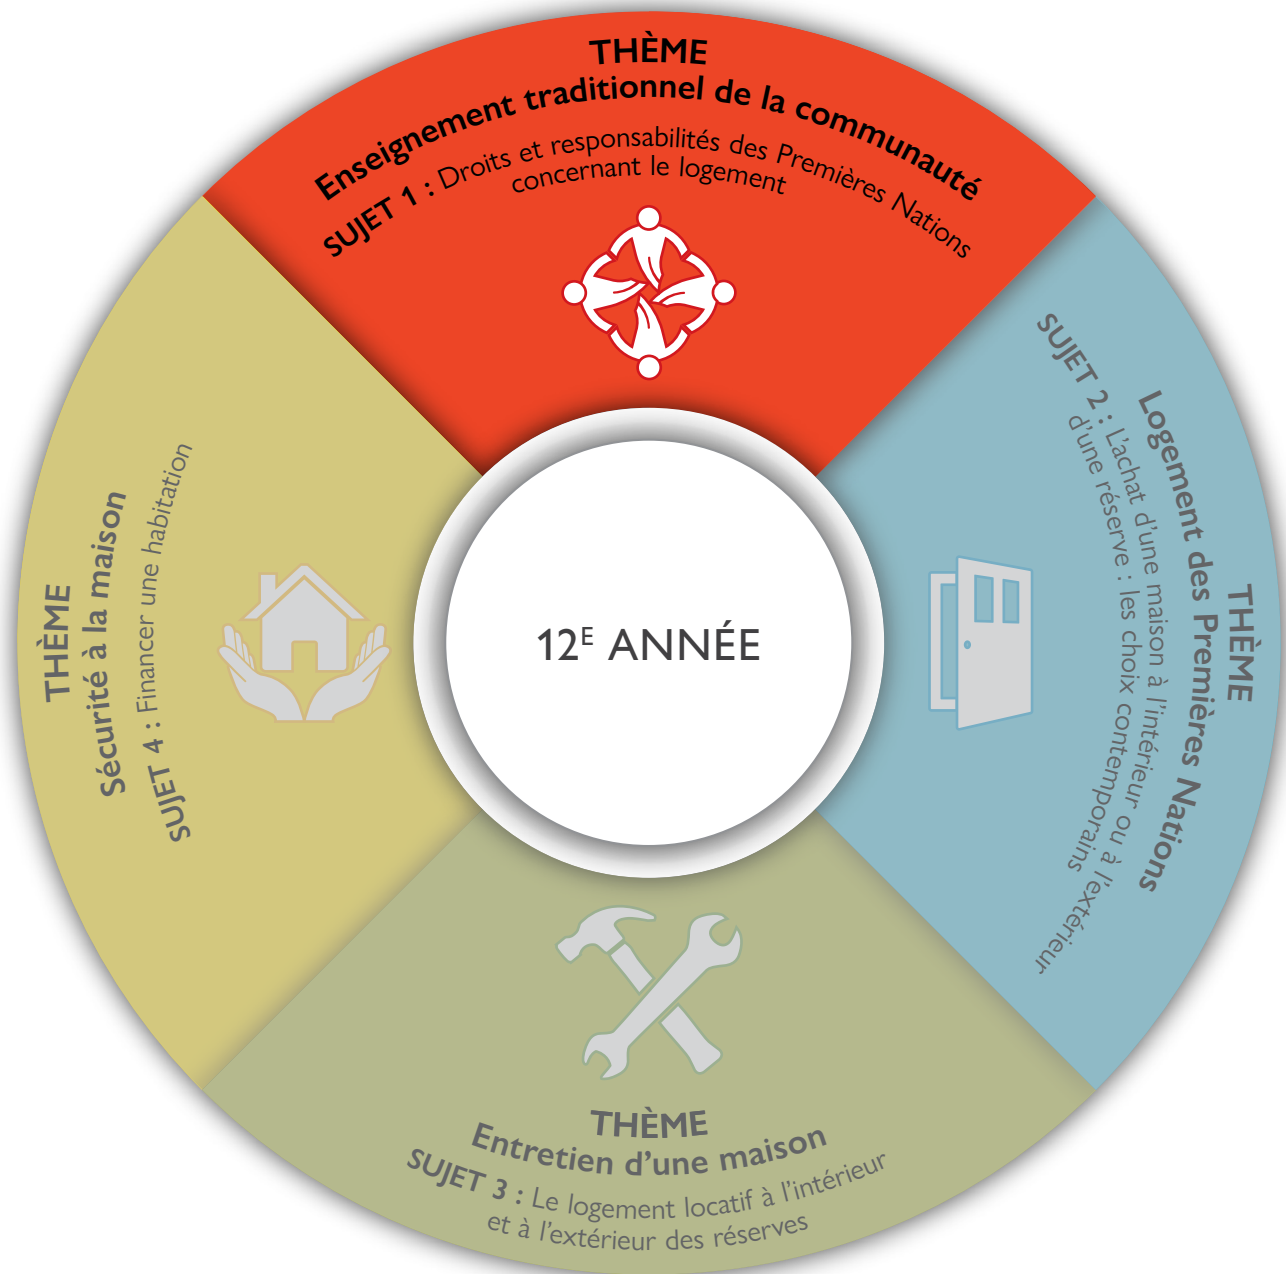 THÈME
Enseignement traditionnel de la communauté
SUJET 1 : Droits et responsabilités des Premières Nations
concernant le logement
THÈME
Logement des Premières Nations
SUJET 2 : L'achat d'une maison à l'intérieur ou à l'extérieur
d'une réserve : les choix contemporains
THÈME
Entretien d'une maison
SUJET 3 : Le logement locatif à l'intérieur
et à l'extérieur des réserves
THÈME
Sécurité à la maison
SUJET 4 : Financer une habitation
12E ANNÉE